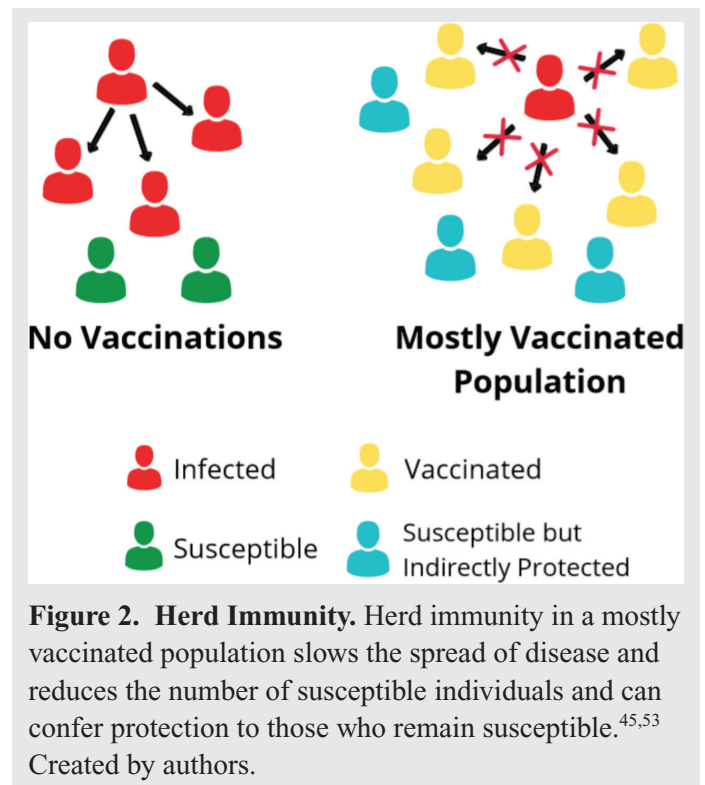 No Vaccinations
Mostly Vaccinated
Population
Infected
Vaccinated
Susceptible
Susceptible but
Indirectly Protected
Figure 2. Herd Immunity. Herd immunity in a mostly
vaccinated population slows the spread of disease and
reduces the number of susceptible individuals and can
confer protection to those who remain susceptible.45,53
Created by authors.